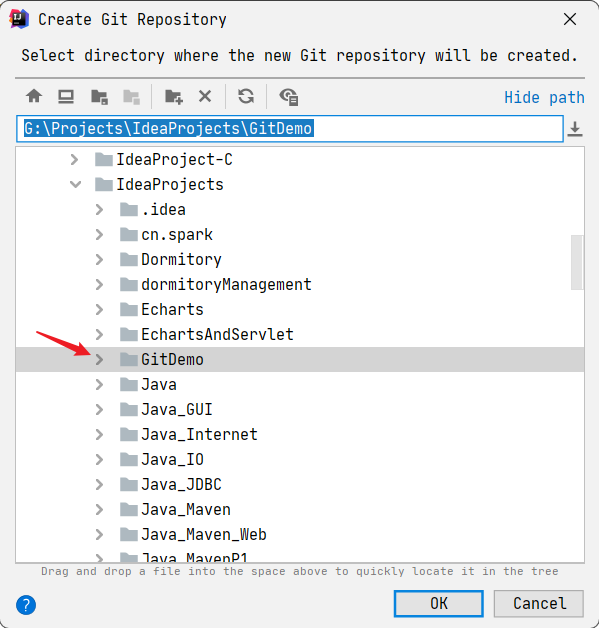 Create Git Repository
Select directory where the new Git repository will be created.
Hide path
G:\Projects\IdeaProjects\GitDemo
IdeaProject-C
IdeaProjects
.idea
cn.spark
Dormitory
dormitoryManagement
Echarts
EchartsAndServlet
GitDemo
Java
Java_GUI
Java_Internet
Java_IO
Java_JDBC
Java_Maven
Java_Maven_Web
Java_MavenP1
Drag and drop a file into the space above to quickly locate it in the tree
?
OK
Cancel